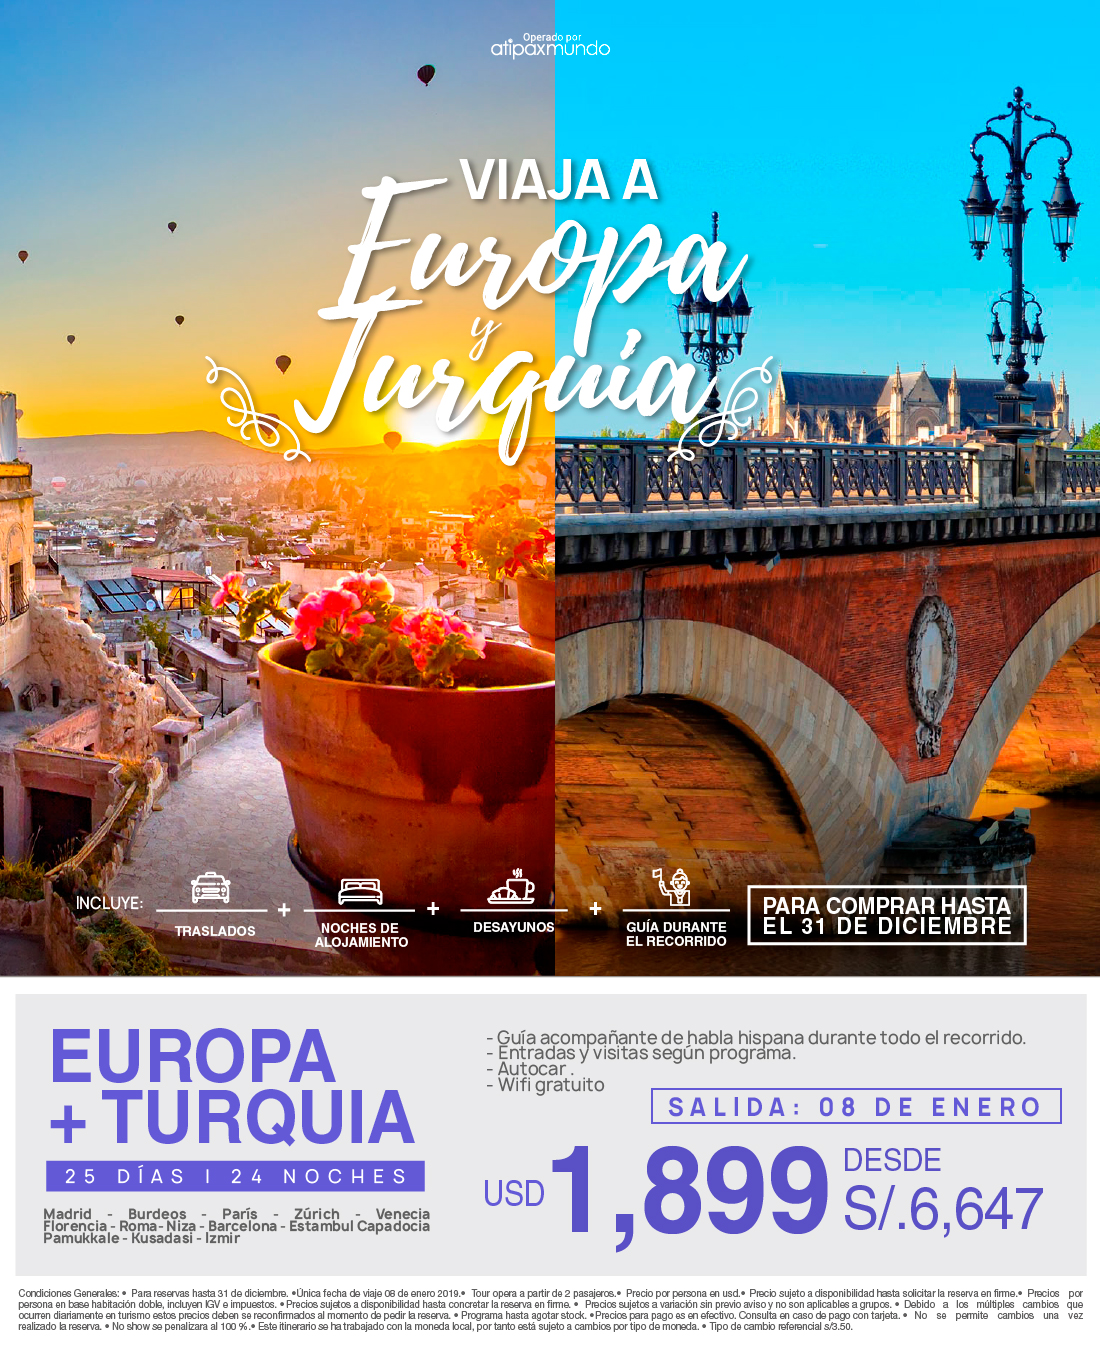 Operado por
atipaxmundo
VIAJA A
Europa
y
Turquía
INCLUYE:
TRASLADOS
+
NOCHES DE
ALOJAMIENTO
+
DESAYUNOS
+
GUÍA DURANTE
EL RECORRIDO
PARA COMPRAR HASTA
EL 31 DE DICIEMBRE
EUROPA
+ TURQUIA
25 DÍAS I 24 NOCHES
Madrid - Burdeos - París - Zúrich - Venecia
Florencia - Roma- Niza - Barcelona - Estambul Capadocia
Pamukkale - Kusadasi - Izmir
- Guía acompañante de habla hispana durante todo el recorrido.
- Entradas y visitas según programa.
- Autocar .
- Wifi gratuito
SALIDA: 08 DE ENERO
USD 1,899
DESDE
S/.6,647
Condiciones Generales: • Para reservas hasta 31 de diciembre. •Única fecha de viaje 08 de enero 2019.• Tour opera a partir de 2 pasajeros.• Precio por persona en usd.• Precio sujeto a disponibilidad hasta solicitar la reserva en firme.• Precios por
persona en base habitación doble, incluyen IGV e impuestos. • Precios sujetos a disponibilidad hasta concretar la reserva en firme. • Precios sujetos a variación sin previo aviso y no son aplicables a grupos. • Debido a los múltiples cambios que
ocurren diariamente en turismo estos precios deben se reconfirmados al momento de pedir la reserva. • Programa hasta agotar stock. •Precios para pago es en efectivo. Consulta en caso de pago con tarjeta. • No se permite cambios una vez
realizado la reserva. • No show se penalizara al 100 %.• Este itinerario se ha trabajado con la moneda local, por tanto está sujeto a cambios por tipo de moneda. • Tipo de cambio referencial s/3.50.